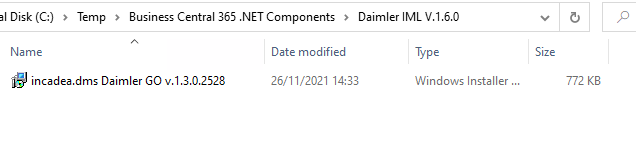 al Disk (C:) > Temp > Business Central 365 .NET Components > Daimler IML V.1.6.0
Name Date modified Type Size
incadea.dms Daimler GO v.1.3.0.2528 26/11/2021 14:33 Windows Installer ... 772 KB